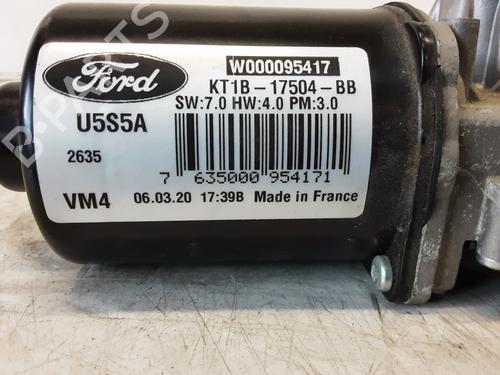 Ford
W000095417
KT1B-17504-BB
SW:7.0 HW:4.0 PM:3.0
U5S5A
2635
7 635000 954171
VM4 06.03.20 17:39B Made in France
B-PARTS